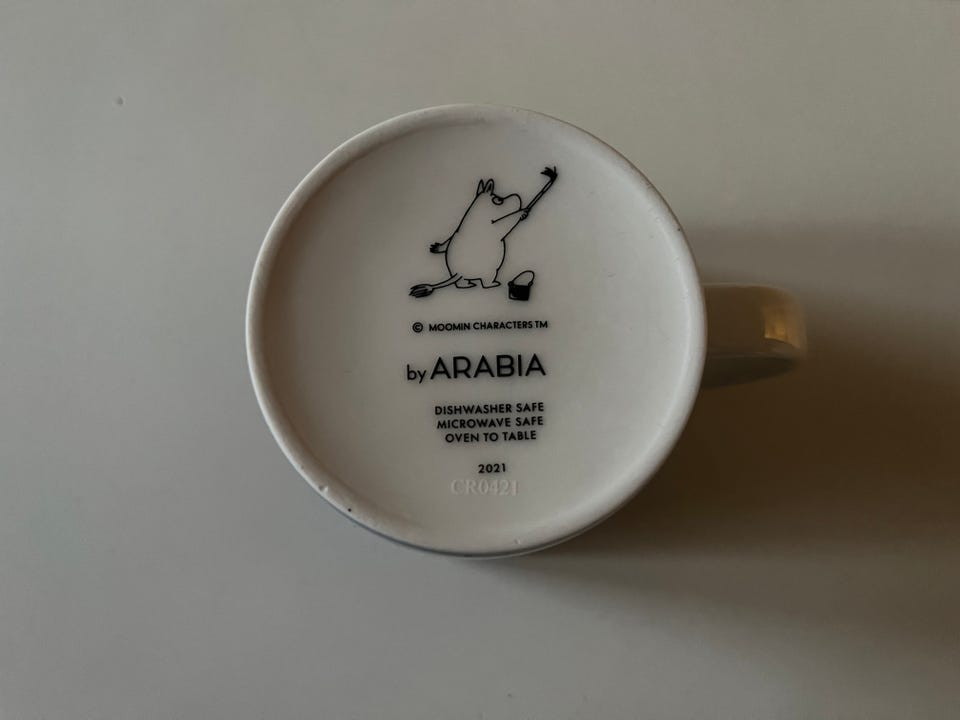 © MOOMIN CHARACTERS TM
by ARABIA
DISHWASHER SAFE
MICROWAVE SAFE
OVEN TO TABLE
2021
CR0421